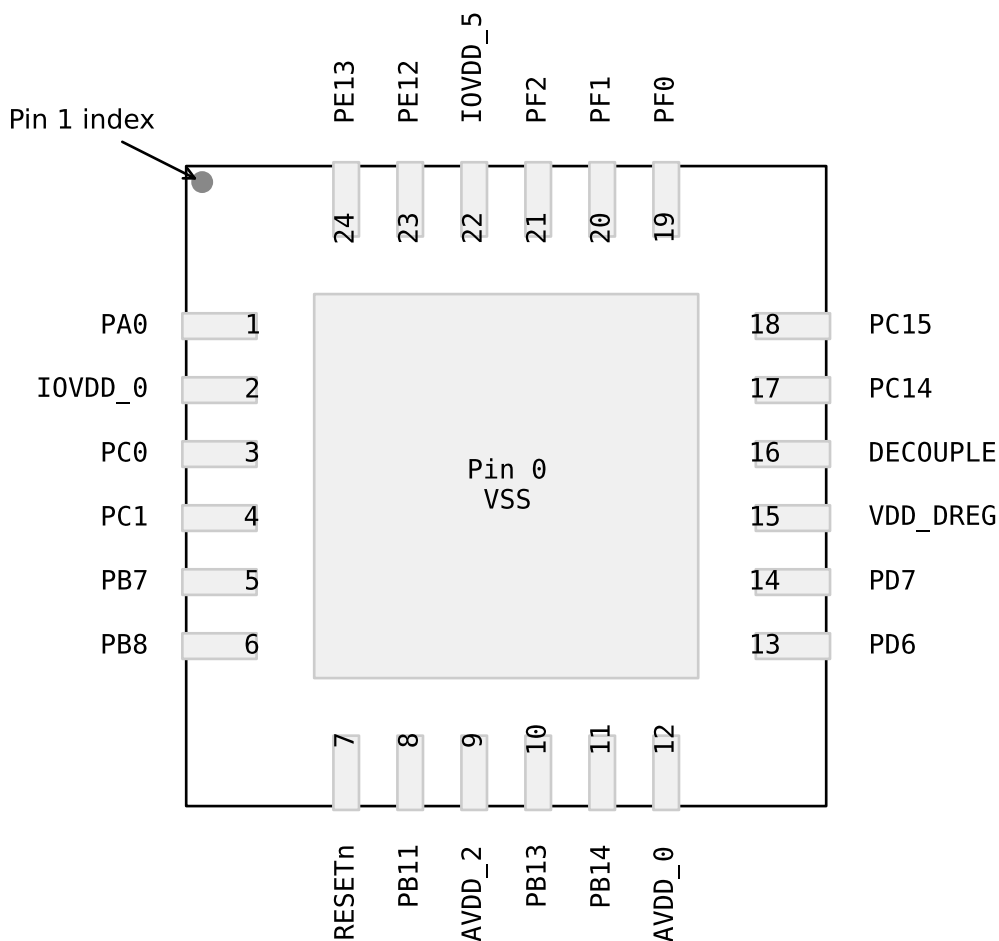 PE13
PE12
IOVDD_5
PF2
PF1
PF0
Pin 1 index
24
23
22
21
20
19
PA0 1
18 PC15
IOVDD_0 2
17 PC14
PC0 3
16 DECOUPLE
Pin 0
VSS
PC1 4
15 VDD_DREG
PB7 5
14 PD7
PB8 6
13 PD6
7
8
9
10
11
12
RESETn
PB11
AVDD_2
PB13
PB14
AVDD_0